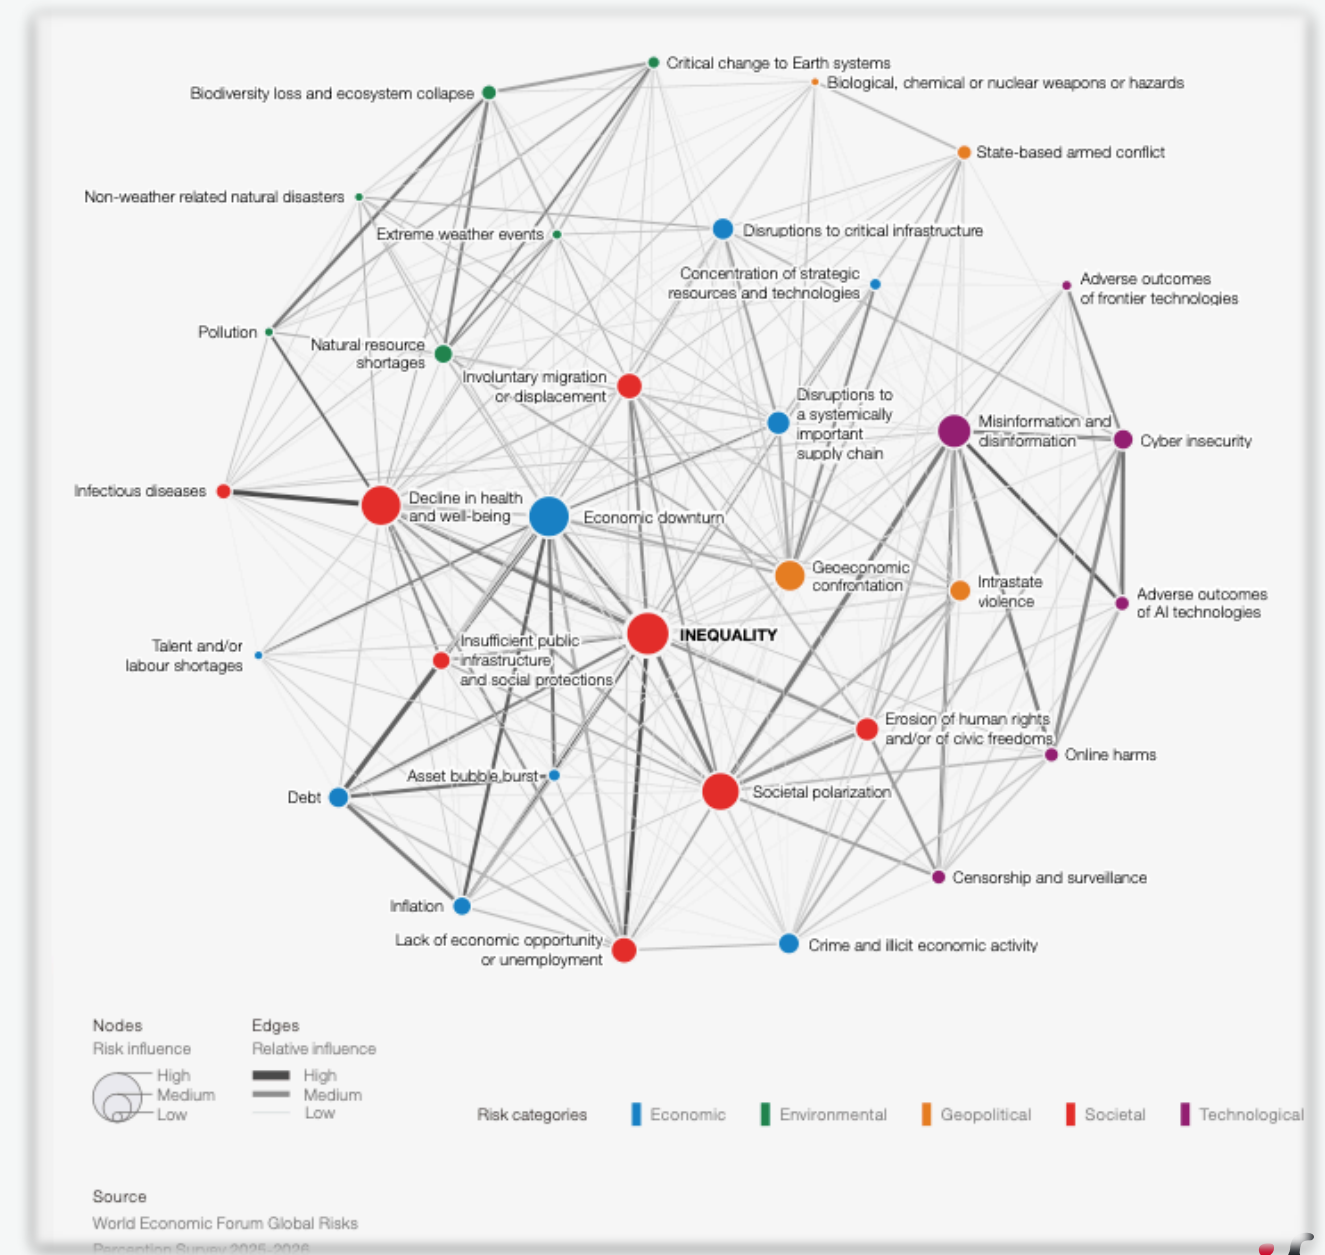 Critical change to Earth systems
Biological, chemical or nuclear weapons or hazards
Biodiversity loss and ecosystem collapse
State-based armed conflict
Non-weather related natural disasters
Extreme weather events
Disruptions to critical infrastructure
Concentration of strategic
resources and technologies
Adverse outcomes
of frontier technologies
Pollution
Natural resource
shortages
Involuntary migration
or displacement
Disruptions to
a systemically
important
supply chain
Misinformation and
disinformation
Cyber insecurity
Infectious diseases
Decline in health
and well-being
Economic downturn
Geoeconomic
confrontation
Intrastate
violence
Adverse outcomes
of AI technologies
INEQUALITY
Talent and/or
labour shortages
Insufficient public
infrastructure
and social protections
Erosion of human rights
and/or of civic freedoms
Online harms
Asset bubble burst
Debt
Societal polarization
Censorship and surveillance
Inflation
Lack of economic opportunity
or unemployment
Crime and illicit economic activity
Nodes
Risk influence
High
Medium
Low
Edges
Relative influence
High
Medium
Low
Risk categories
Economic
Environmental
Geopolitical
Societal
Technological
Source
World Economic Forum Global Risks
Perception Survey 2025-2026